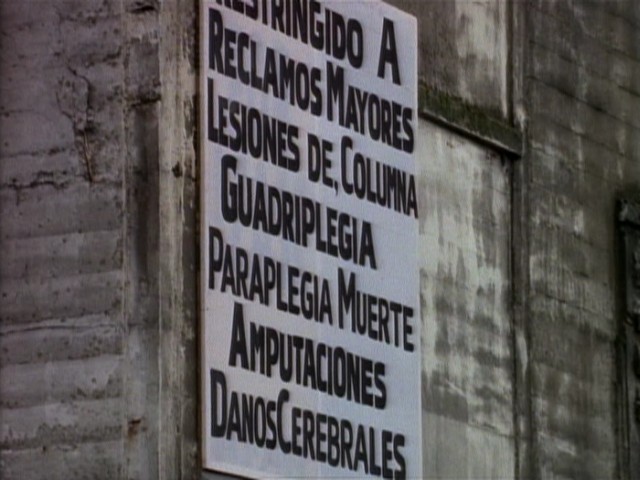 RESTRINGIDO A
RECLAMOS MAYORES
LESIONES DE, COLUMNA
GUADRIPLEGIA
PARAPLEGIA MUERTE
AMPUTACIONES
DANOSCEREBRALES